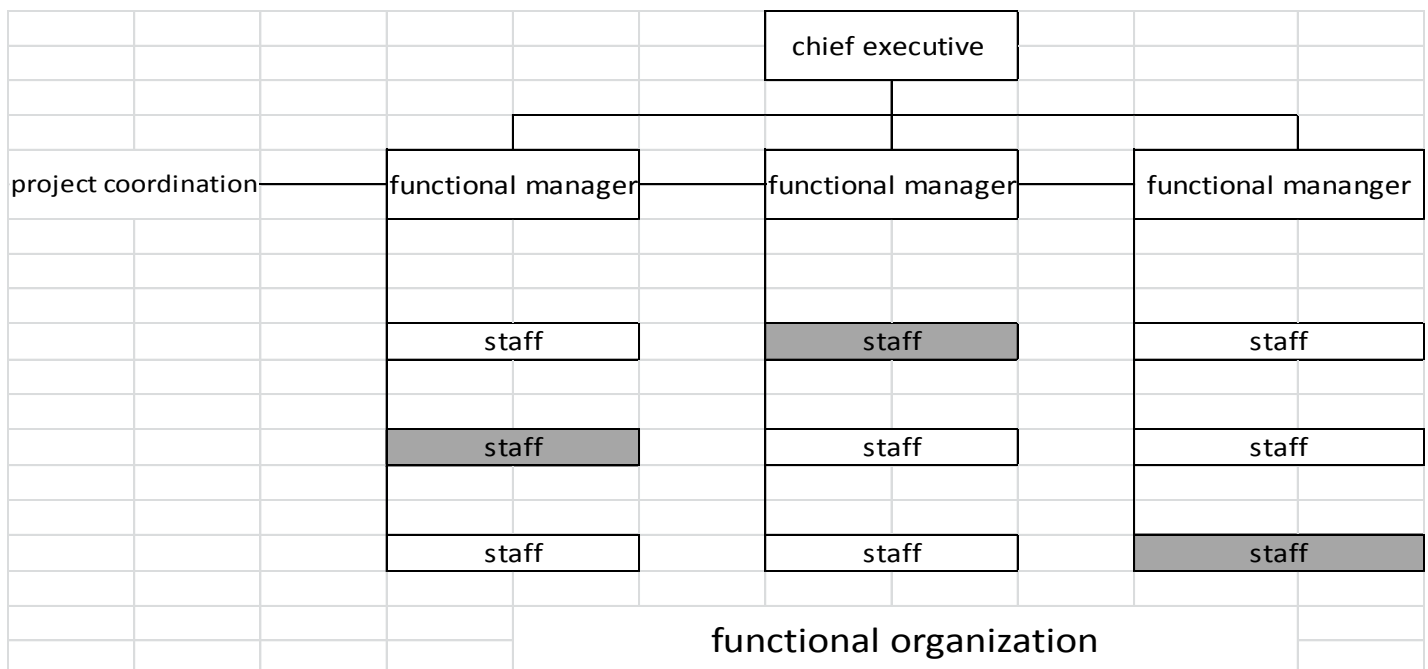 chief executive
project coordination
functional manager
functional manager
functional mananger
staff
staff
staff
staff
staff
staff
staff
staff
staff
functional organization